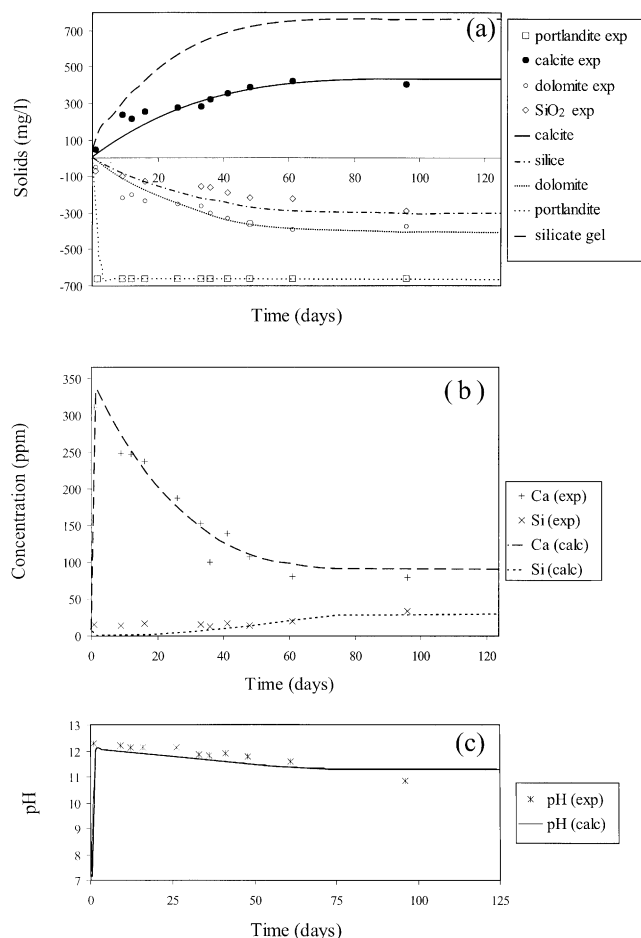 (a)
700
500
300
100
-100
-300
-500
-700
20 40 60 80 100 120
Solids (mg/l)
Time (days)
portlandite exp
calcite exp
dolomite exp
SiO2 exp
calcite
silice
dolomite
portlandite
silicate gel
(b)
350
300
250
200
150
100
50
0
0 20 40 60 80 100 120
Concentration (ppm)
Time (days)
Ca (exp)
Si (exp)
Ca (calc)
Si (calc)
(c)
13
12
11
10
9
8
7
0 25 50 75 100 125
pH
Time (days)
pH (exp)
pH (calc)